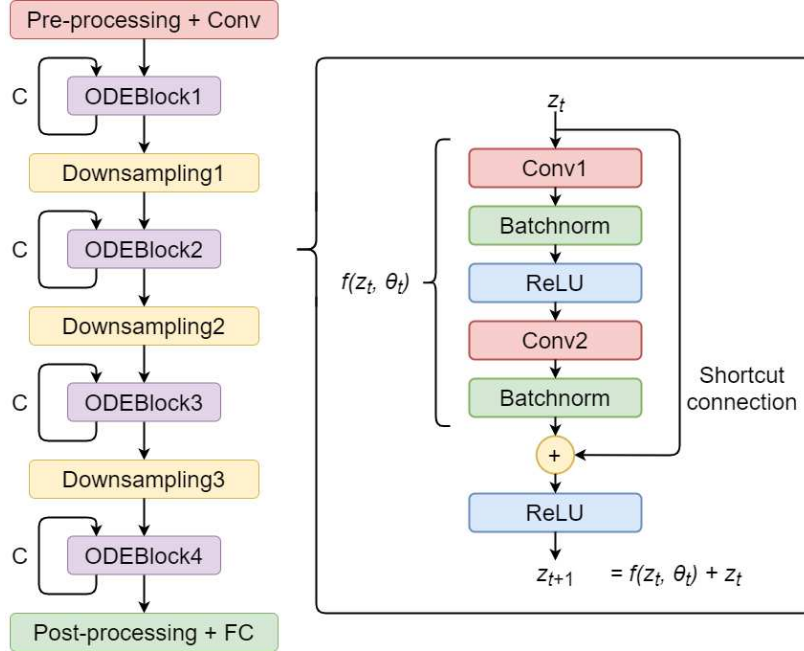 Pre-processing + Conv
C
ODEBlock1
Downsampling1
C
ODEBlock2
Downsampling2
C
ODEBlock3
Downsampling3
C
ODEBlock4
Post-processing + FC
z_t
Conv1
Batchnorm
ReLU
Conv2
Batchnorm
f(z_t, θ_t)
Shortcut
connection
+
ReLU
z_{t+1} = f(z_t, θ_t) + z_t